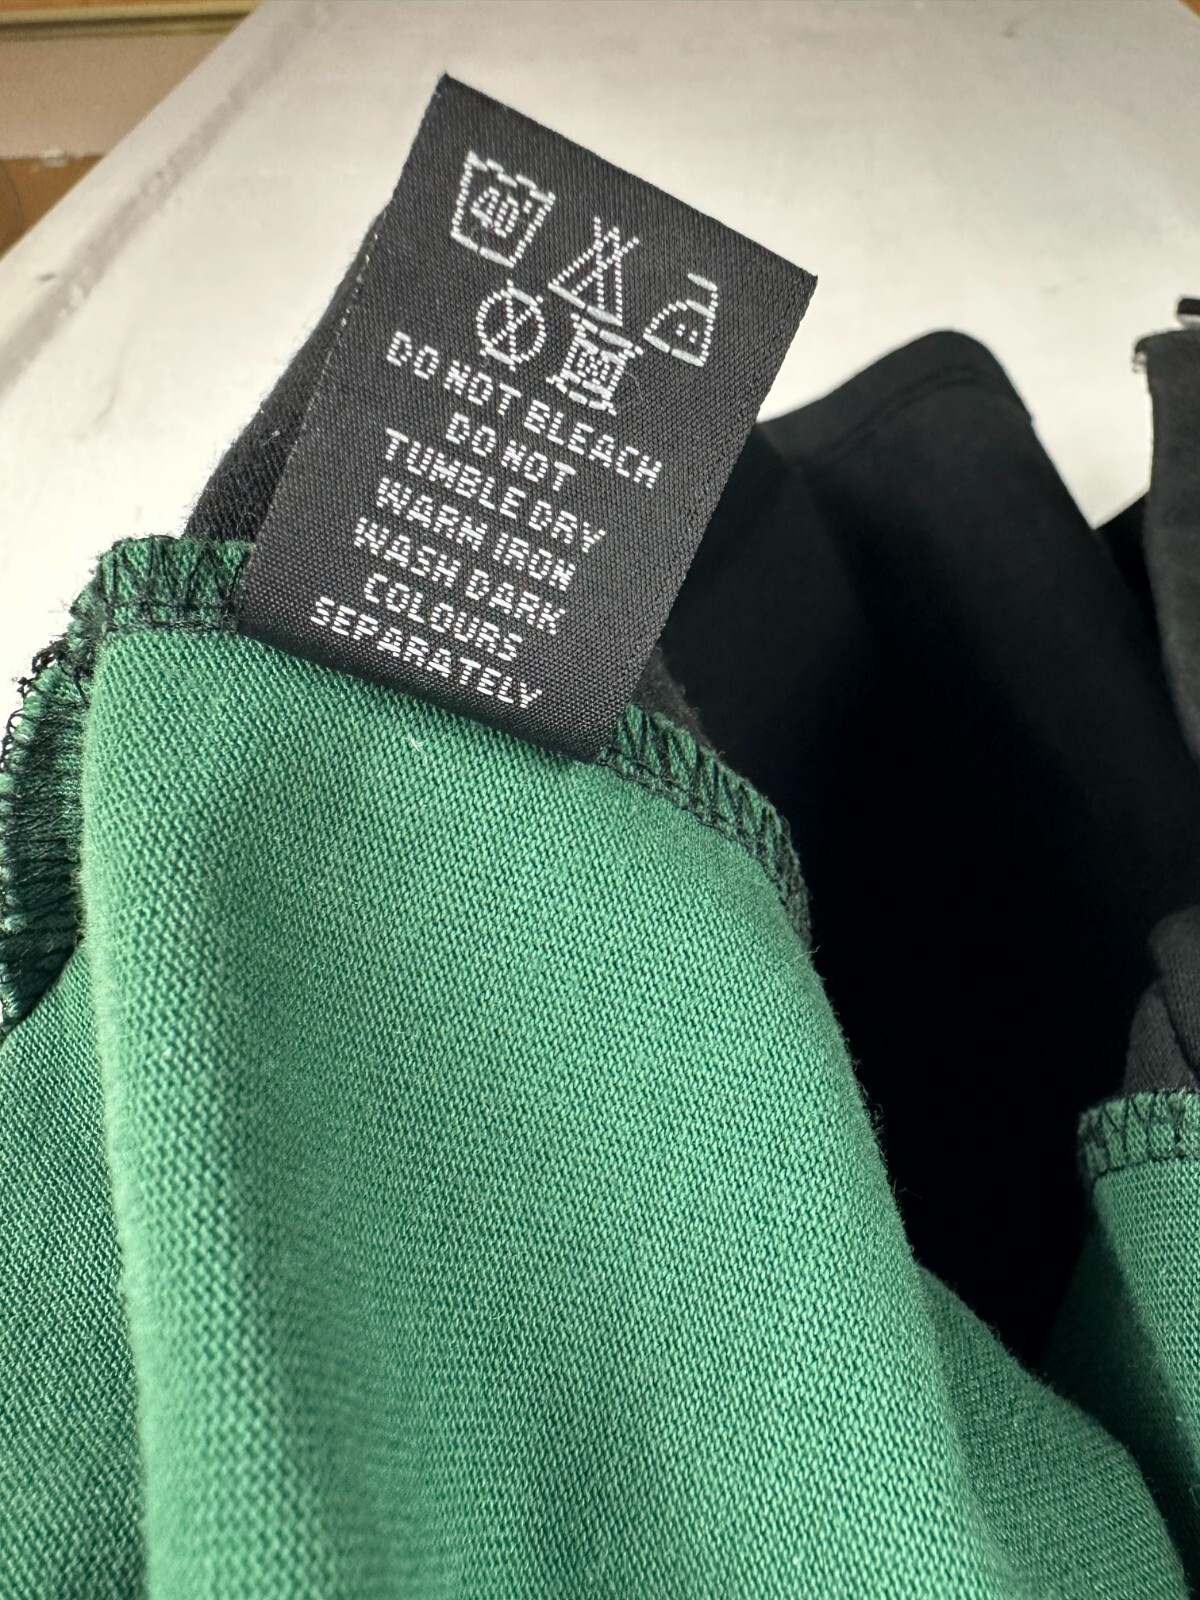 40°
DO NOT BLEACH
DO NOT
TUMBLE DRY
WARM IRON
WASH DARK
COLOURS
SEPARATELY